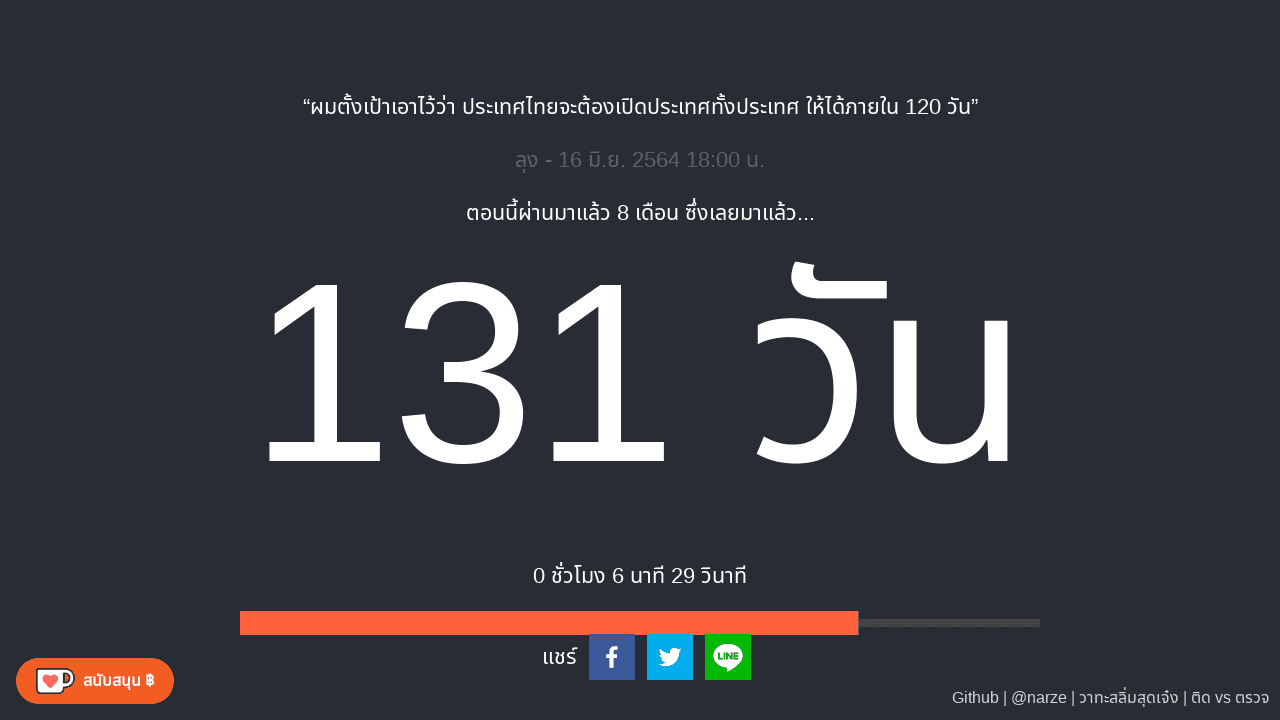 “ผมตั้งเป้าเอาไว้ว่า ประเทศไทยจะต้องเปิดประเทศทั้งประเทศ ให้ได้ภายใน 120 วัน”
ลุง - 16 มิ.ย. 2564 18:00 น.
ตอนนี้ผ่านมาแล้ว 8 เดือน ซึ่งเลยมาแล้ว...
131 วัน
0 ชั่วโมง 6 นาที 29 วินาที
แชร์
LINE
สนับสนุน ฿
Github | @narze | วาทะสลิ่มสุดเจ๋ง | ติด vs ตรวจ